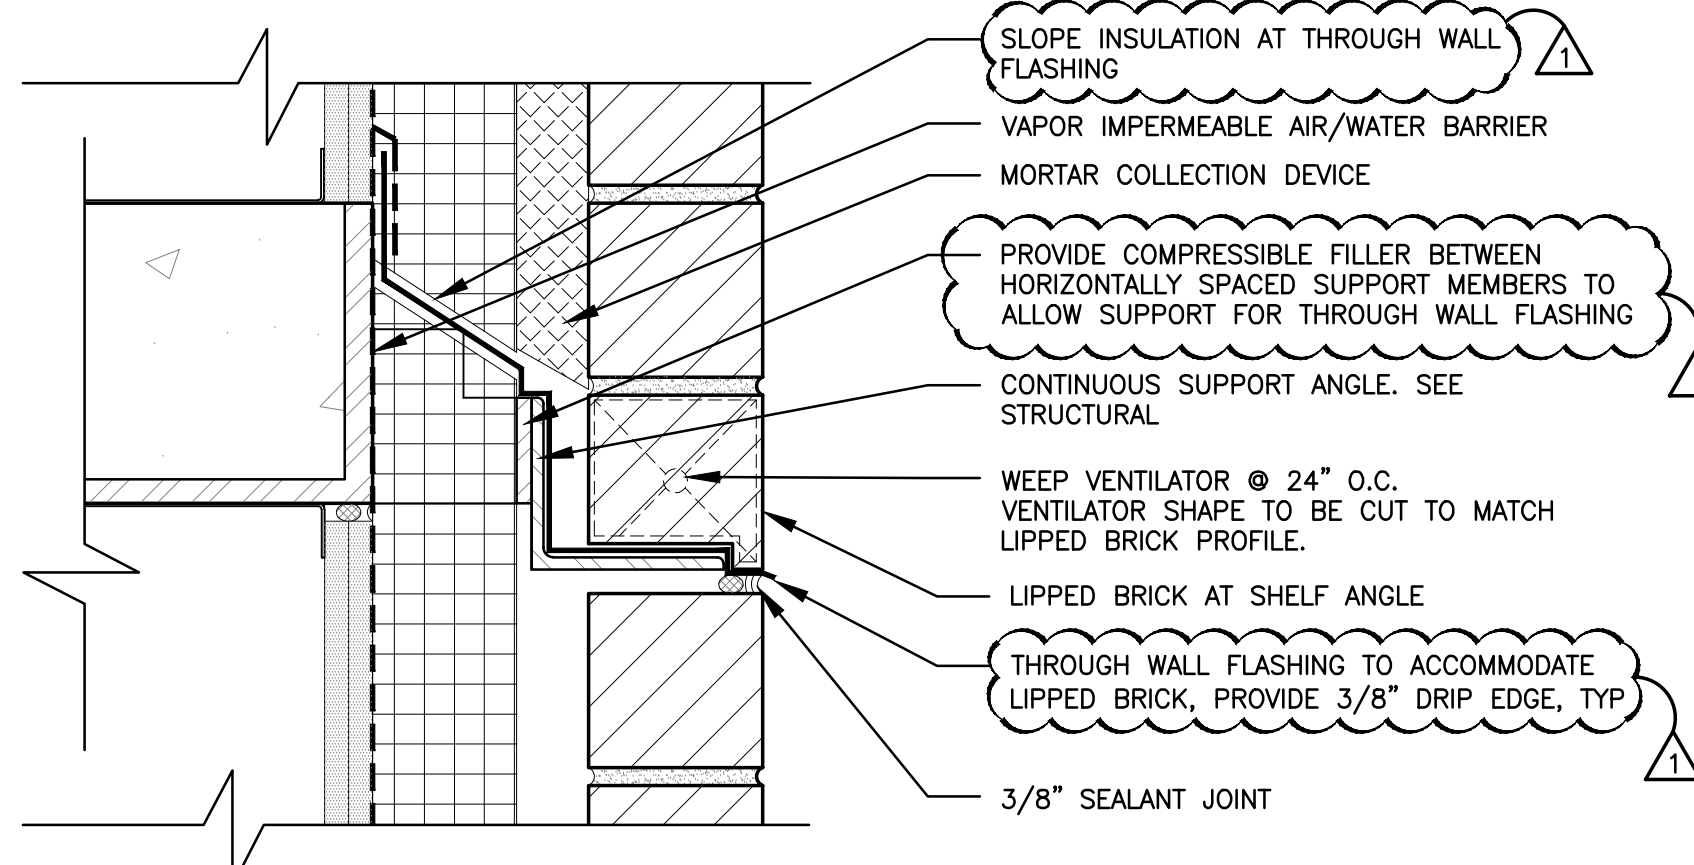 SLOPE INSULATION AT THROUGH WALL
FLASHING
1
VAPOR IMPERMEABLE AIR/WATER BARRIER
MORTAR COLLECTION DEVICE
PROVIDE COMPRESSIBLE FILLER BETWEEN
HORIZONTALLY SPACED SUPPORT MEMBERS TO
ALLOW SUPPORT FOR THROUGH WALL FLASHING
CONTINUOUS SUPPORT ANGLE. SEE
STRUCTURAL
WEEP VENTILATOR @ 24” O.C.
VENTILATOR SHAPE TO BE CUT TO MATCH
LIPPED BRICK PROFILE.
LIPPED BRICK AT SHELF ANGLE
THROUGH WALL FLASHING TO ACCOMMODATE
LIPPED BRICK, PROVIDE 3/8” DRIP EDGE, TYP
1
3/8” SEALANT JOINT